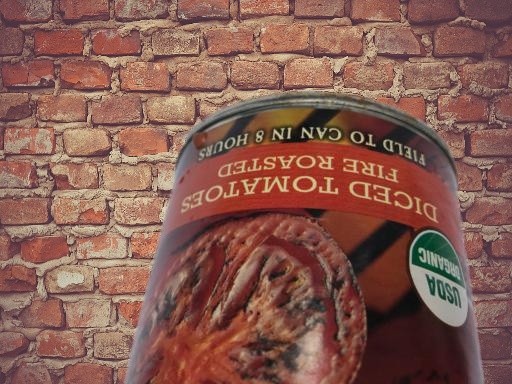 USDA
ORGANIC
DICED TOMATOES
FIRE ROASTED
FIELD TO CAN IN 8 HOURS